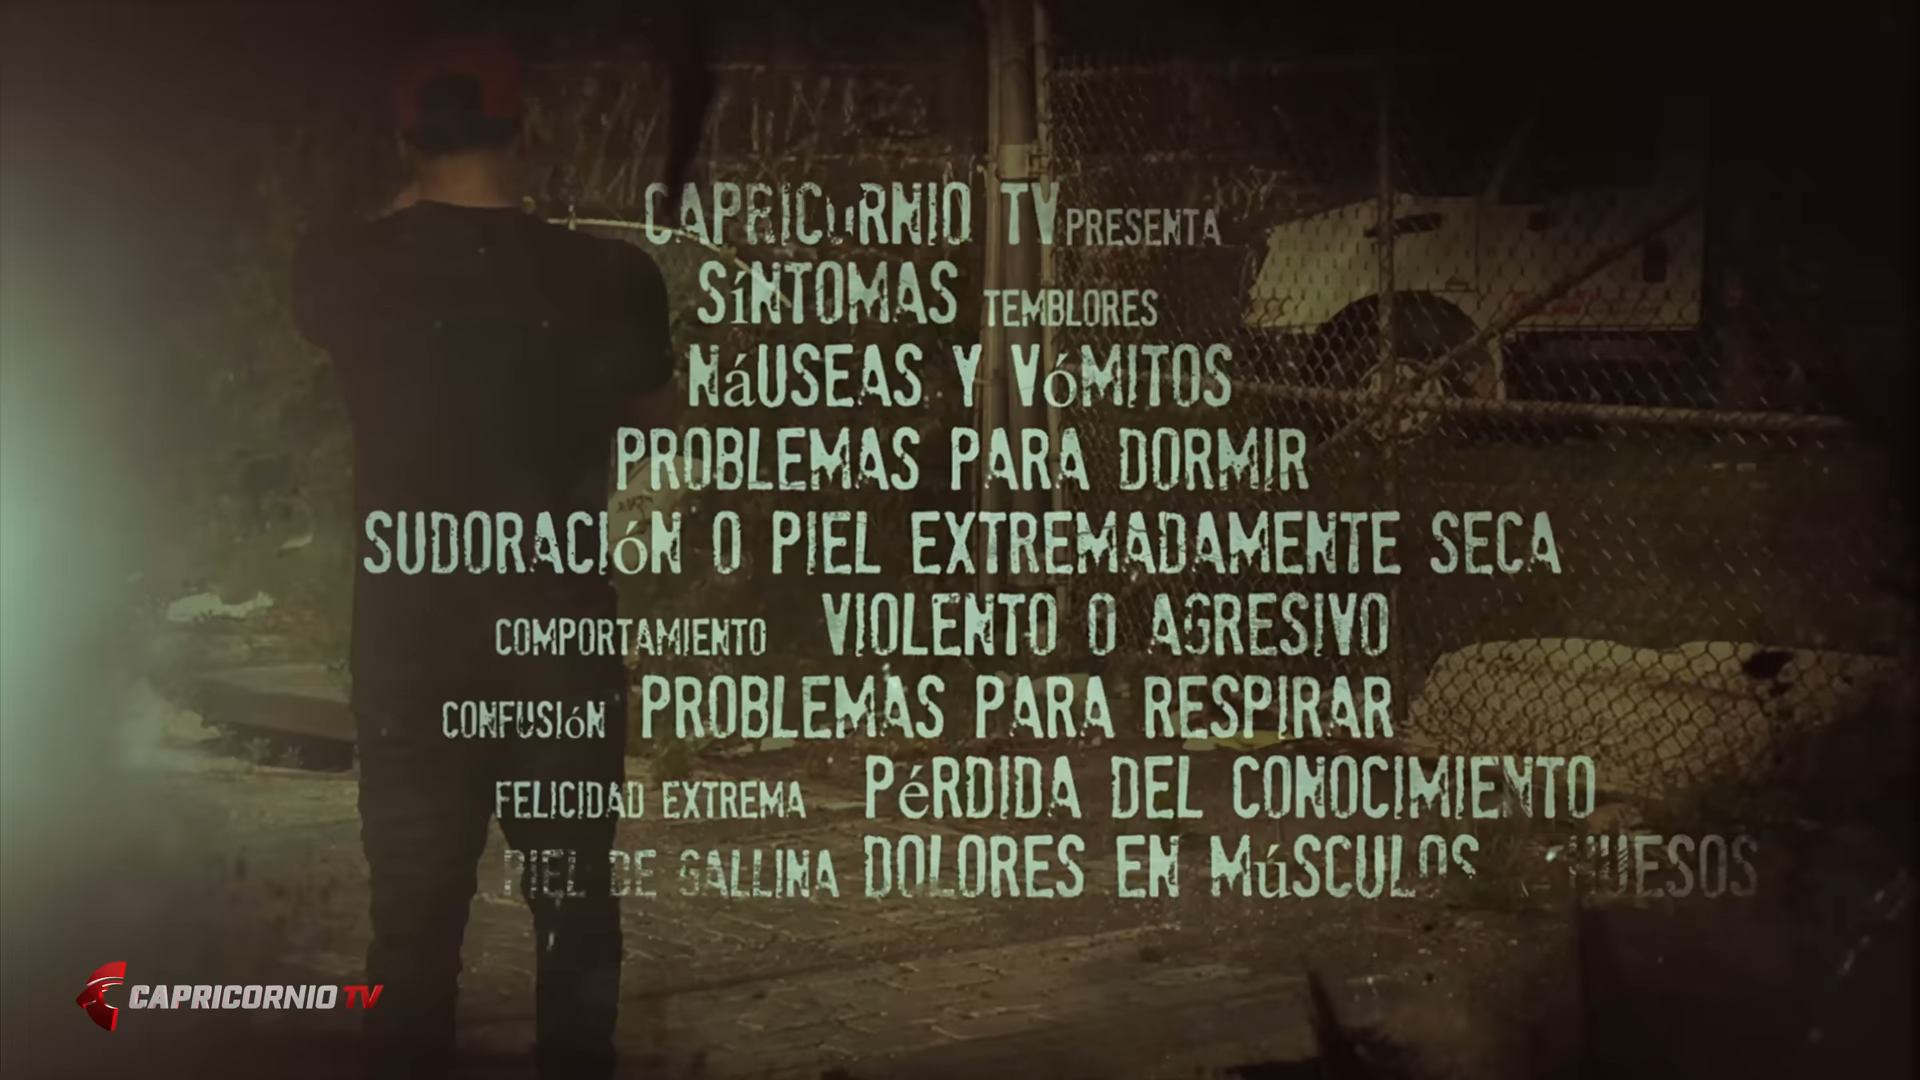 CAPRICORNIO TV PRESENTA
SíNTOMAS TEMBLORES
NáUSEAS Y VóMITOS
PROBLEMAS PARA DORMIR
SUDORACIóN O PIEL EXTREMADAMENTE SECA
COMPORTAMIENTO VIOLENTO O AGRESIVO
CONFUSIóN PROBLEMAS PARA RESPIRAR
FELICIDAD EXTREMA PéRDIDA DEL CONOCIMIENTO
PIEL DE GALLINA DOLORES EN MúSCULOS HUESOS
CAPRICORNIO TV